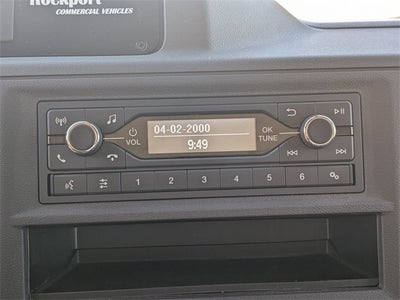 Rockport
COMMERCIAL VEHICLES
04-02-2000
9:49
VOL
OK
TUNE
1 2 3 4 5 6